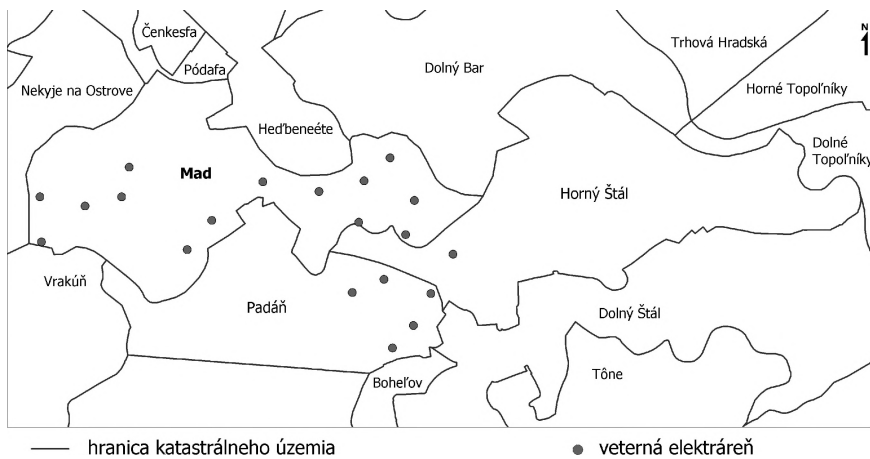 N
Čenkesfa
Trhová Hradská
Pódafa
Dolný Bar
Nekyje na Ostrove
Horné Topoľníky
Heďbeneéte
Dolné
Topoľníky
Mad
Horný Štál
Vrakúň
Padáň
Dolný Štál
Boheľov
Tône
hranica katastrálneho územia
veterná elektráreň